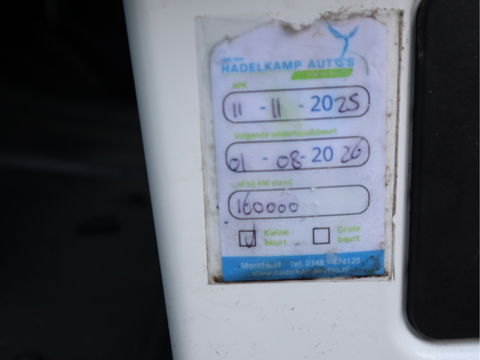 HADELKAMP AUTO'S
APK
11 - 11 - 2025
Volgende onderhoudsbeurt
01 - 08 - 2026
of bij KM stand
160000
Kleine beurt
Grote beurt
Montfoort Tel. 0348 - 474120